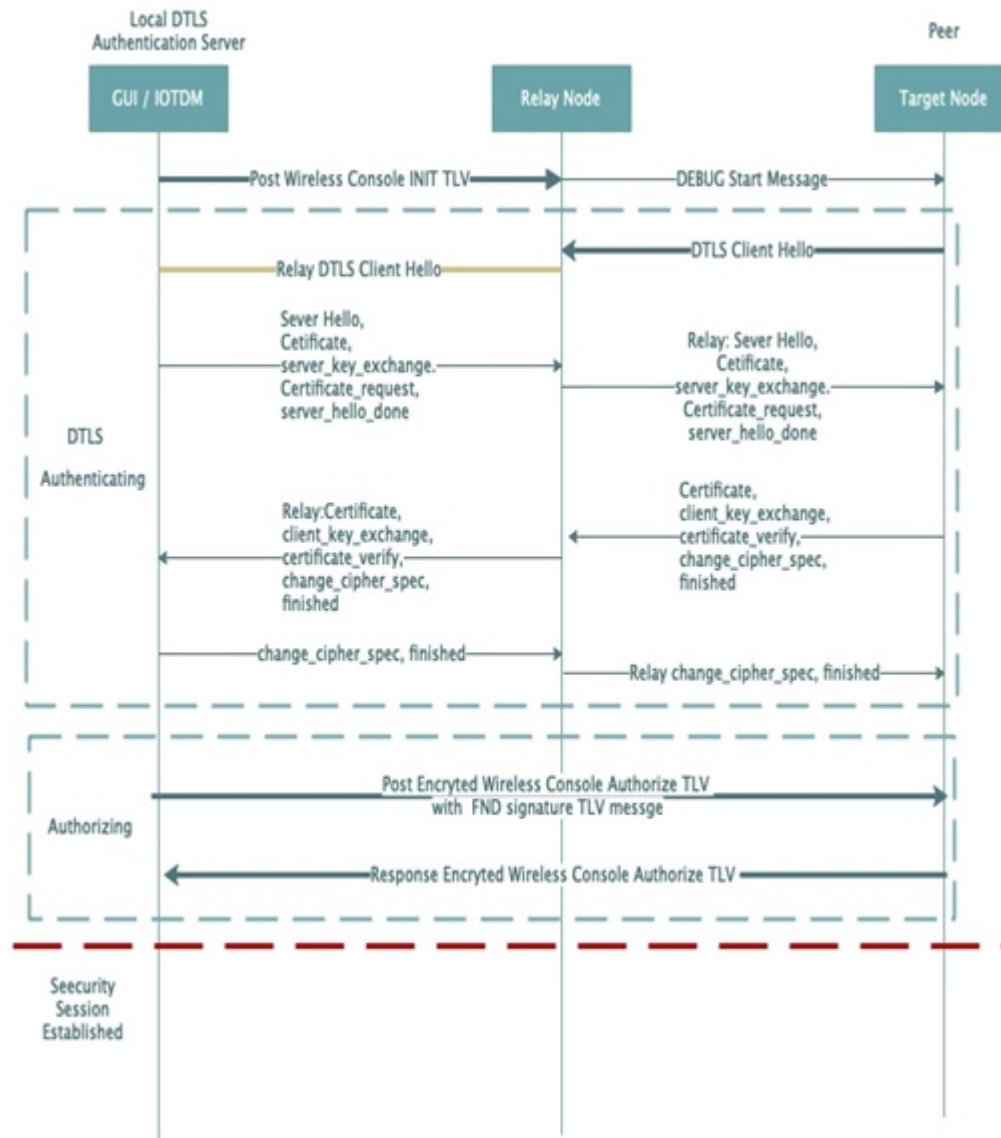 Local DTLS
Authentication Server
Peer
GUI / IOTDM
Relay Node
Target Node
Post Wireless Console INIT TLV
DEBUG Start Message
DTLS Client Hello
Relay DTLS Client Hello
Sever Hello,
Cetificate,
server_key_exchange.
Certificate_request,
server_hello_done
Relay: Sever Hello,
Cetificate,
server_key_exchange.
Certificate_request,
server_hello_done
DTLS
Authenticating
Certificate,
client_key_exchange,
certificate_verify,
change_cipher_spec,
finished
Relay:Certificate,
client_key_exchange,
certificate_verify,
change_cipher_spec,
finished
change_cipher_spec, finished
Relay change_cipher_spec, finished
Post Encryted Wireless Console Authorize TLV
with FND signature TLV messge
Authorizing
Response Encryted Wireless Console Authorize TLV
Seecurity
Session
Established